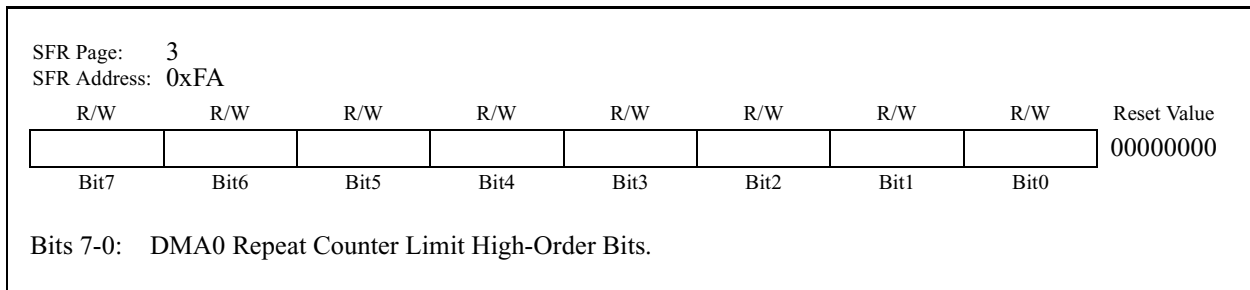 SFR Page: 3
SFR Address: 0xFA
R/W R/W R/W R/W R/W R/W R/W R/W Reset Value
00000000
Bit7 Bit6 Bit5 Bit4 Bit3 Bit2 Bit1 Bit0
Bits 7-0: DMA0 Repeat Counter Limit High-Order Bits.